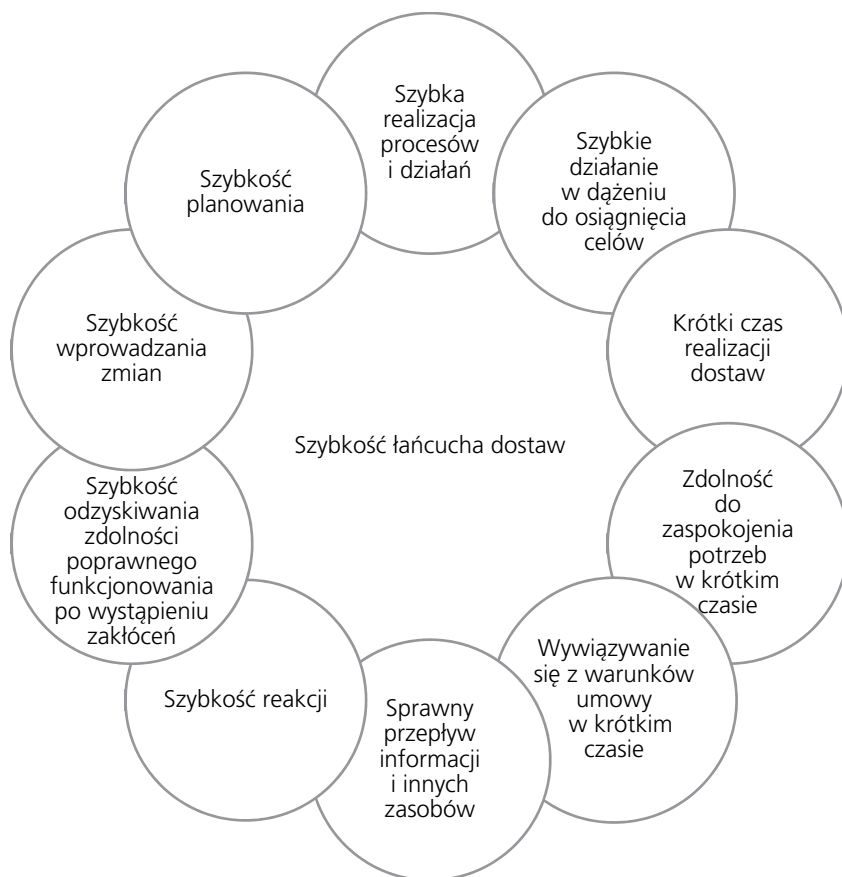 Szybka
realizacja
procesów
i działań
Szybkie
działanie
w dążeniu
do osiągnięcia
celów
Krótki czas
realizacji
dostaw
Zdolność
do
zaspokojenia
potrzeb
w krótkim
czasie
Wywiązywanie
się z warunków
umowy
w krótkim
czasie
Sprawny
przepływ
informacji
i innych
zasobów
Szybkość reakcji
Szybkość
odzyskiwania
zdolności
poprawnego
funkcjonowania
po wystąpieniu
zakłóceń
Szybkość
wprowadzania
zmian
Szybkość
planowania
Szybkość łańcucha dostaw